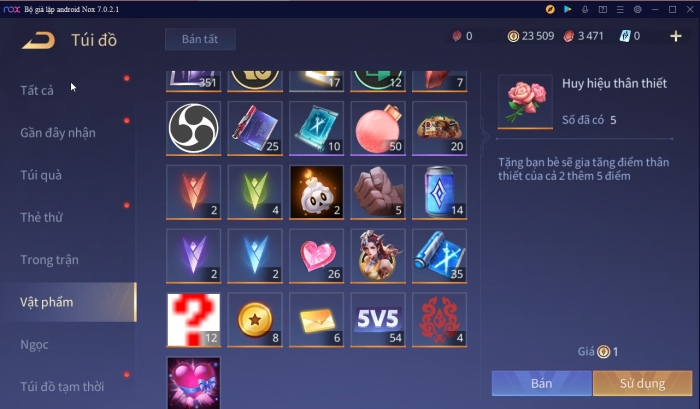 nox Bộ giả lập android Nox 7.0.2.1
Túi đồ
Bán tất
0
23 509
3 471
0
Tất cả
Gần đây nhận
Túi quà
Thẻ thử
Trong trận
Vật phẩm
Ngọc
Túi đồ tạm thời
351
10
12
7
25
10
50
20
2
4
2
5
14
2
2
26
35
12
8
6
5V5
54
4
Huy hiệu thân thiết
Số đã có 5
Tặng bạn bè sẽ gia tăng điểm thân
thiết của cả 2 thêm 5 điểm
Giá 1
Bán
Sử dụng